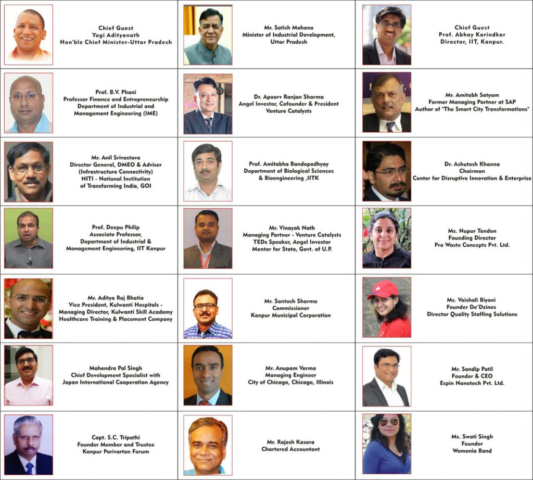 Chief Guest
Yogi Adityanath
Hon'ble Chief Minister-Uttar Pradesh
Mr. Satish Mahana
Minister of Industrial Development,
Uttar Pradesh
Chief Guest
Prof. Abhay Karindkar
Director, IIT, Kanpur.
Prof. B.V. Phani
Professor Finance and Entrepreneurship
Department of Industrial and
Management Engineering (IME)
Dr. Apoorv Ranjan Sharma
Angel Investor, Cofounder & President
Venture Catalysts
Mr. Amitabh Satyam
Former Managing Partner at SAP
Author of "The Smart City Transformations"
Mr. Anil Srivastava
Director General, DMEO & Adviser
(Infrastructure Connectivity)
NITI - National Institution
of Transforming India, GOI
Prof. Amitabha Bandopadhyay
Department of Biological Sciences
& Bioengineering ,IITK
Dr. Ashutosh Khanna
Chairman
Center for Disruptive Innovation & Enterprise
Prof. Deepu Philip
Associate Professor,
Department of Industrial &
Management Engineering, IIT Kanpur
Mr. Vinayak Nath
Managing Partner - Venture Catalysts
TEDx Speaker, Angel Investor
Mentor for State, Govt. of U.P.
Ms. Nupur Tandon
Founding Director
Pro Waste Concepts Pvt. Ltd.
Mr. Aditya Raj Bhatia
Vice President, Kulwanti Hospitals -
Managing Director, Kulwanti Skill Academy
Healthcare Training & Placement Company
Mr. Santosh Sharma
Commissioner
Kanpur Municipal Corporation
Ms. Vaishali Biyani
Founder De'Dzines
Director Quality Staffing Solutions
Mahendra Pal Singh
Chief Development Specialist with
Japan International Cooperation Agency
Mr. Anupam Verma
Managing Engineer
City of Chicago, Chicago, Illinois
Mr. Sandip Patil
Founder & CEO
Espin Nanotech Pvt. Ltd.
Capt. S.C. Tripathi
Founder Member and Trustee
Kanpur Parivartan Forum
Mr. Rajesh Kasera
Chartered Accountant
Ms. Swati Singh
Founder
Womenia Band